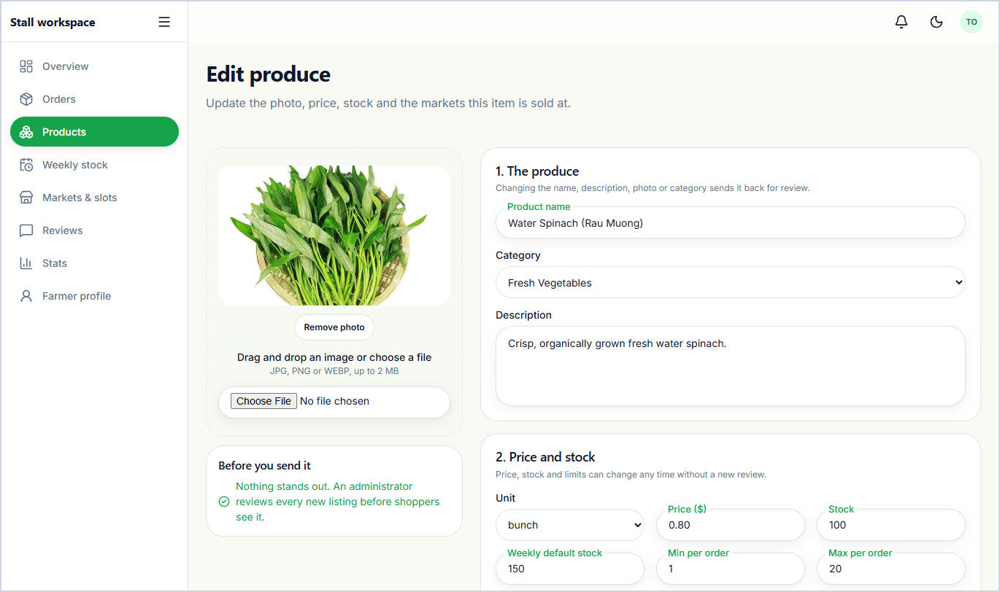 Stall workspace
TO
Overview
Orders
Products
Weekly stock
Markets & slots
Reviews
Stats
Farmer profile
Edit produce
Update the photo, price, stock and the markets this item is sold at.
Remove photo
Drag and drop an image or choose a file
JPG, PNG or WEBP, up to 2 MB
Choose File No file chosen
Before you send it
Nothing stands out. An administrator
reviews every new listing before shoppers
see it.
1. The produce
Changing the name, description, photo or category sends it back for review.
Product name
Water Spinach (Rau Muong)
Category
Fresh Vegetables
Description
Crisp, organically grown fresh water spinach.
2. Price and stock
Price, stock and limits can change any time without a new review.
Unit
bunch
Price ($)
0.80
Stock
100
Weekly default stock
150
Min per order
1
Max per order
20